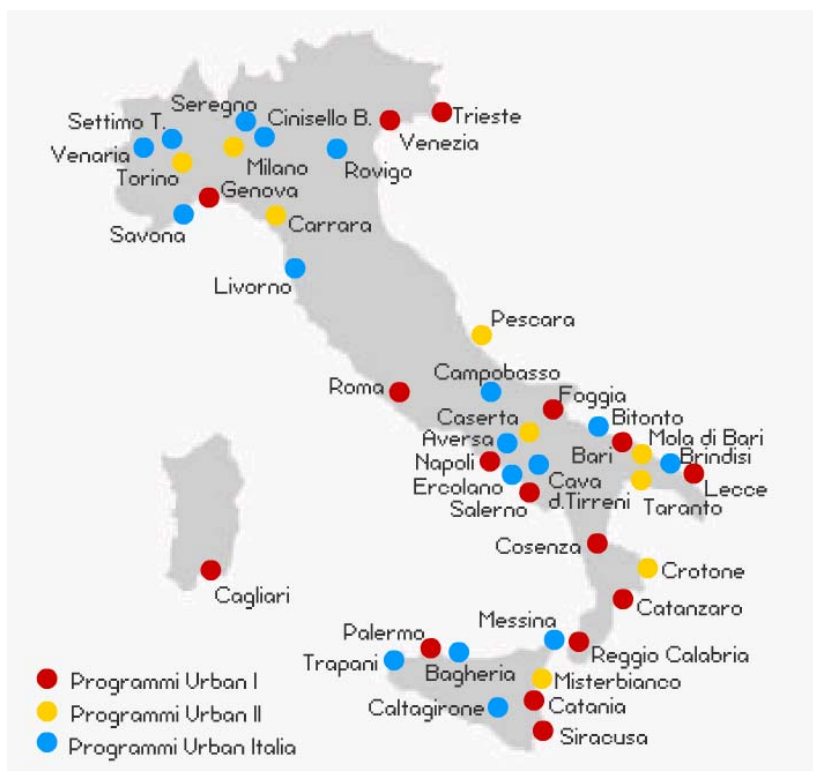 Seregno
Cinisello B.
Trieste
Settimo T.
Venezia
Venaria
Milano
Rovigo
Torino
Genova
Savona
Carrara
Livorno
Pescara
Campobasso
Roma
Foggia
Caserta
Bitonto
Aversa
Mola di Bari
Napoli
Bari
Brindisi
Ercolano
Cava
d.Tirreni
Lecce
Salerno
Taranto
Cosenza
Crotone
Cagliari
Catanzaro
Messina
Palermo
Reggio Calabria
Trapani
Bagheria
Misterbianco
Programmi Urban I
Caltagirone
Catania
Programmi Urban II
Siracusa
Programmi Urban Italia